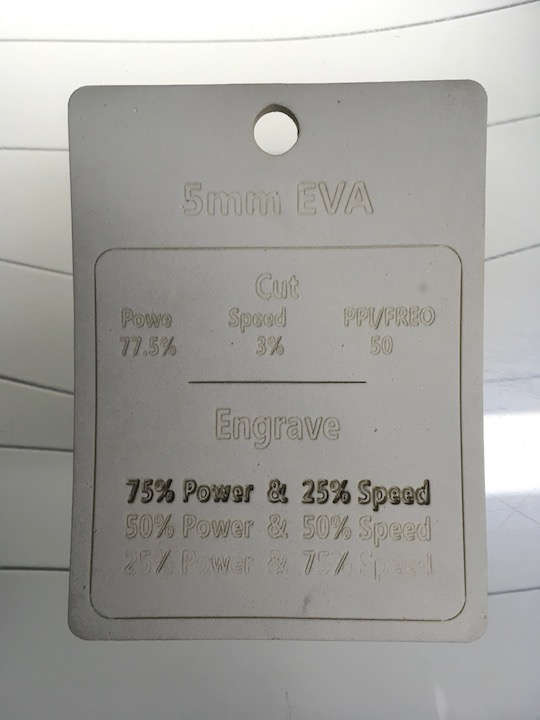 5mm EVA
Cut
Powe Speed PPI/FREO
77.5% 3% 50
Engrave
75% Power & 25% Speed
50% Power & 50% Speed
25% Power & 75% Speed